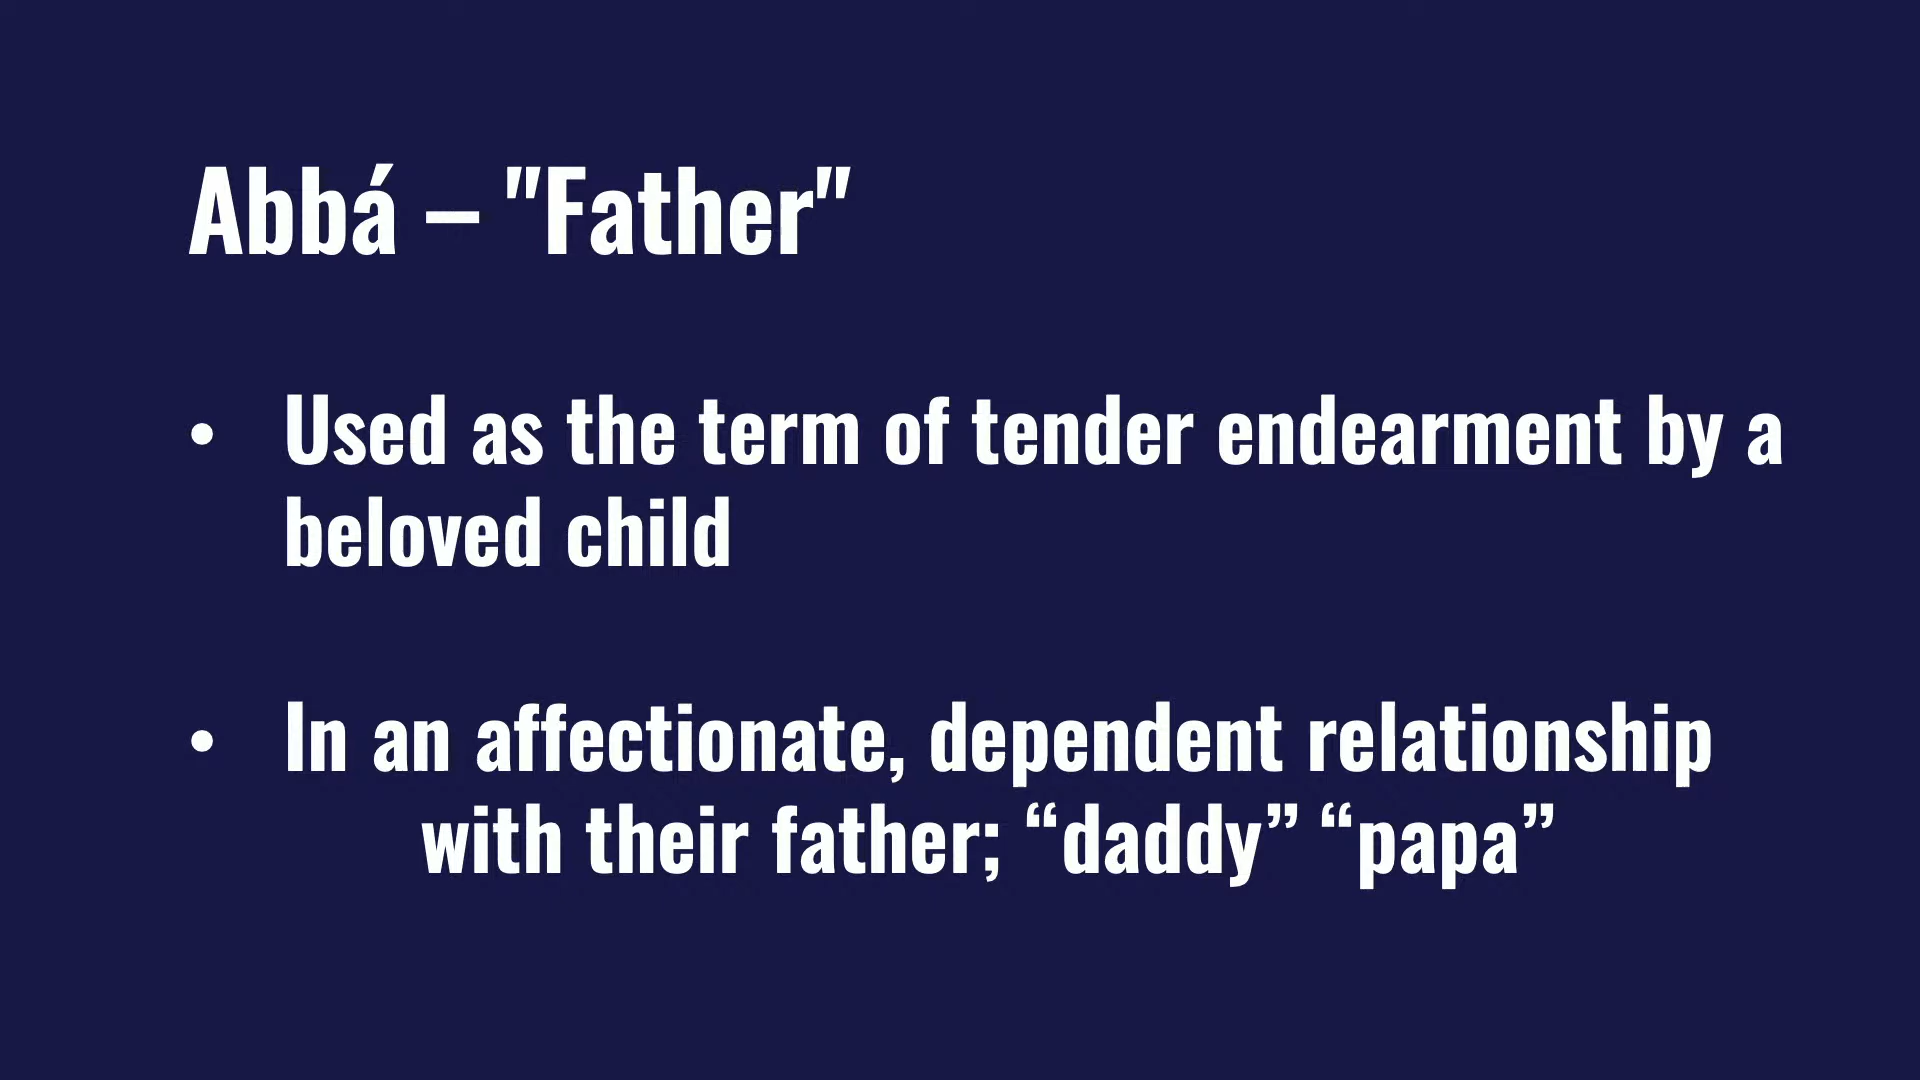 Abbá – "Father"
• Used as the term of tender endearment by a
beloved child
• In an affectionate, dependent relationship
with their father; “daddy” “papa”